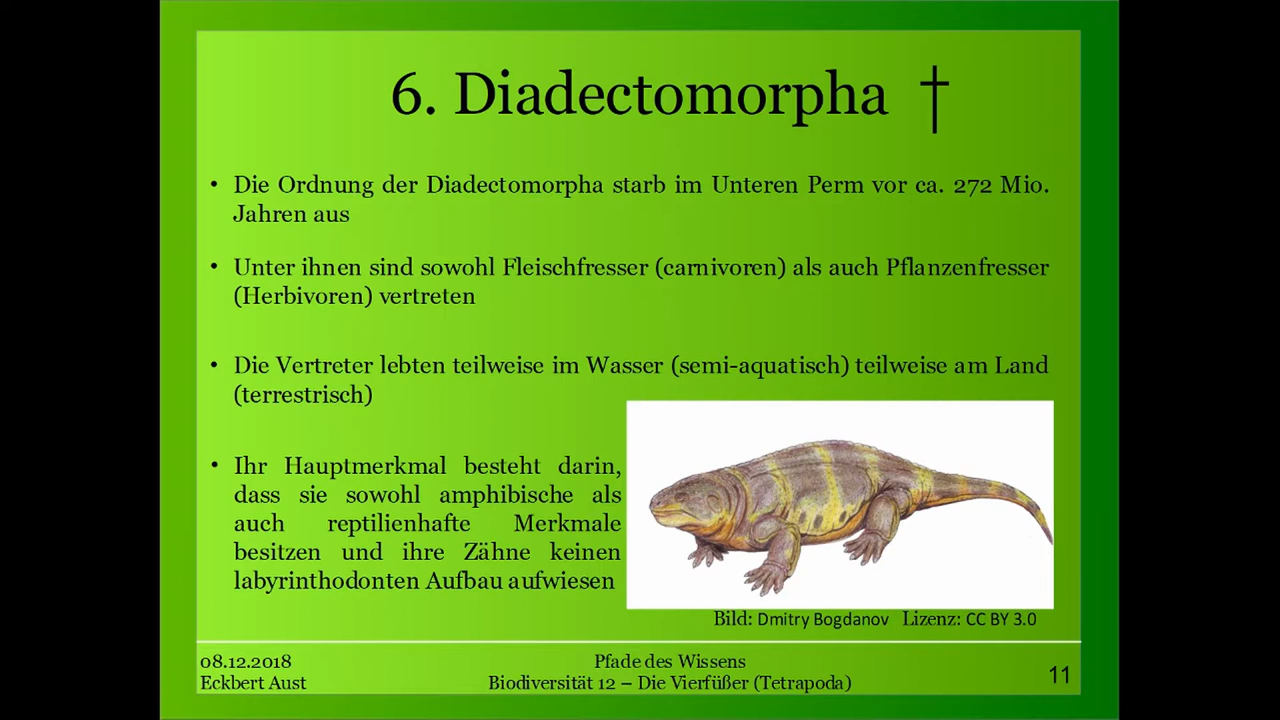 6. Diadectomorpha †
• Die Ordnung der Diadectomorpha starb im Unteren Perm vor ca. 272 Mio.
Jahren aus
• Unter ihnen sind sowohl Fleischfresser (carnivoren) als auch Pflanzenfresser
(Herbivoren) vertreten
• Die Vertreter lebten teilweise im Wasser (semi-aquatisch) teilweise am Land
(terrestrisch)
• Ihr Hauptmerkmal besteht darin,
dass sie sowohl amphibische als
auch reptilienhafte Merkmale
besitzen und ihre Zähne keinen
labyrinthodonten Aufbau aufwiesen
Bild: Dmitry Bogdanov Lizenz: CC BY 3.0
08.12.2018
Eckbert Aust
Pfade des Wissens
Biodiversität 12 – Die Vierfüßer (Tetrapoda)
11